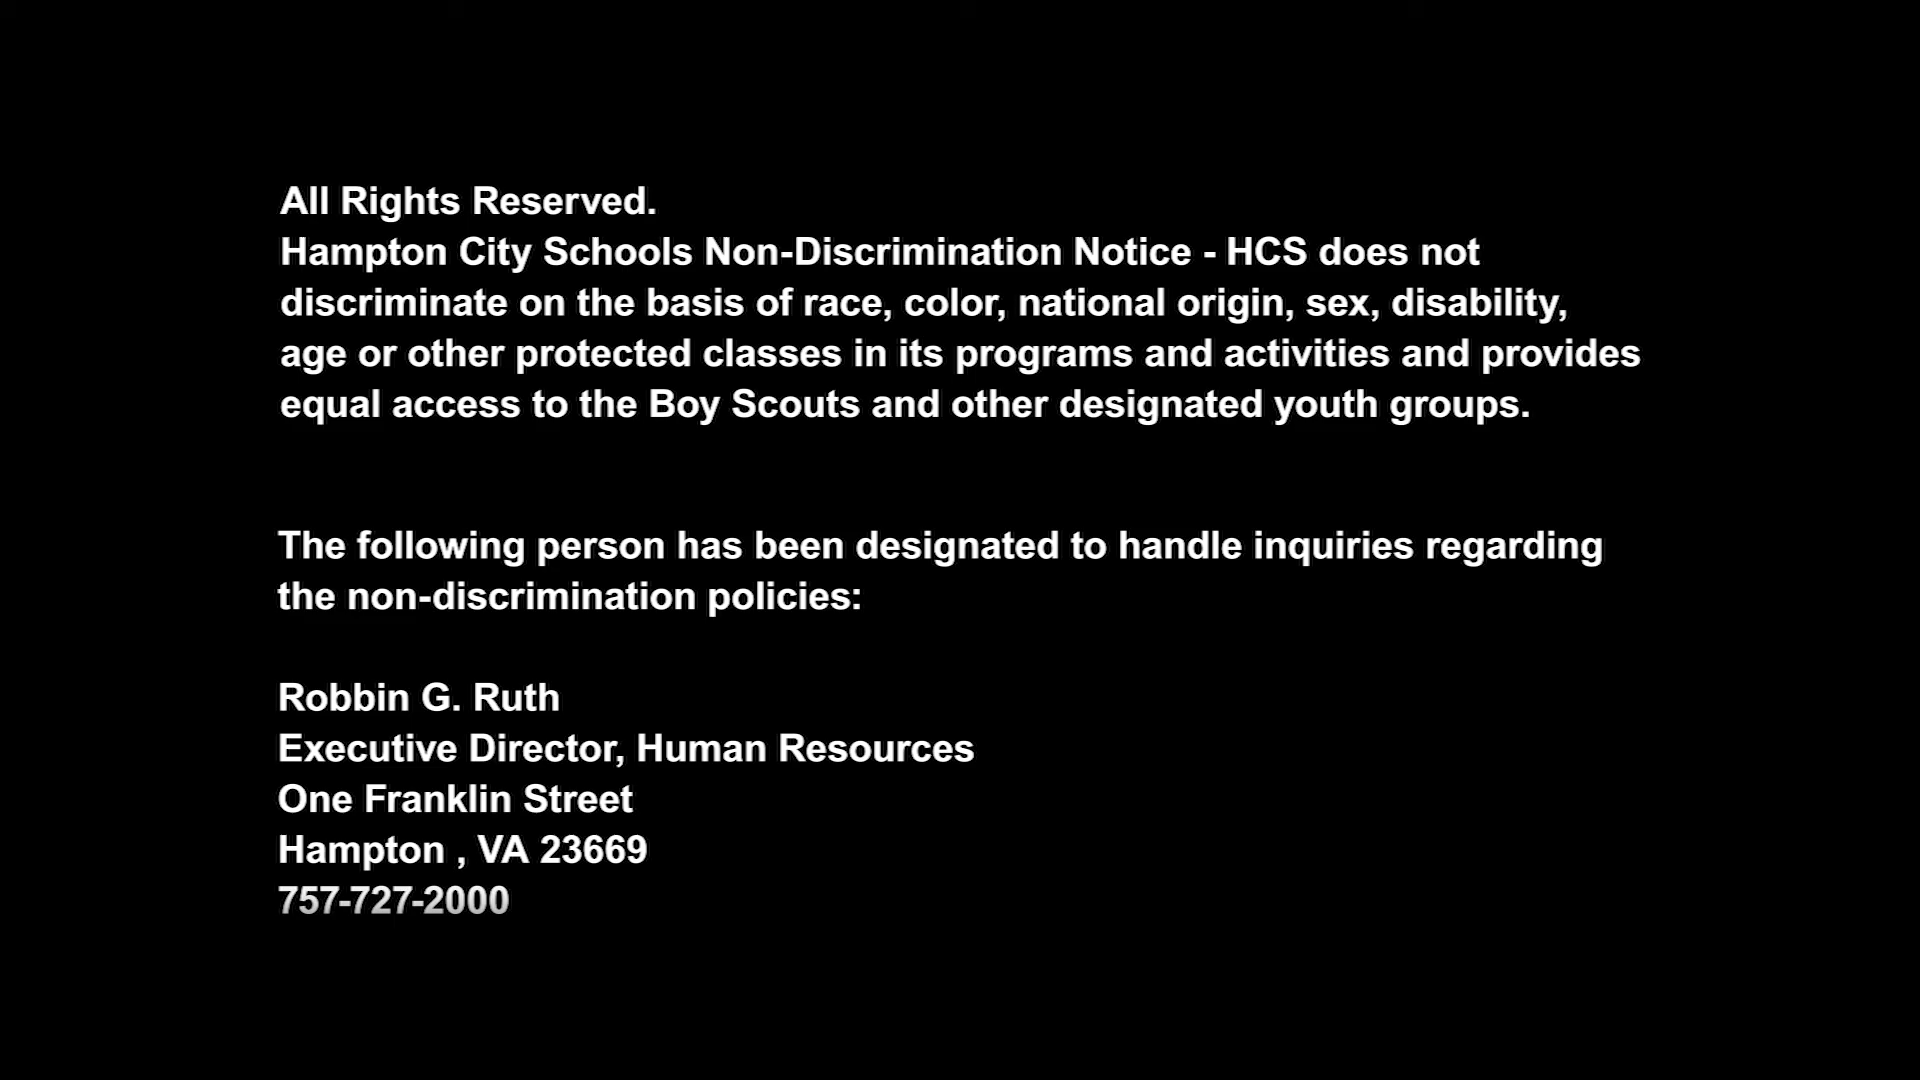 All Rights Reserved.
Hampton City Schools Non-Discrimination Notice - HCS does not
discriminate on the basis of race, color, national origin, sex, disability,
age or other protected classes in its programs and activities and provides
equal access to the Boy Scouts and other designated youth groups.
The following person has been designated to handle inquiries regarding
the non-discrimination policies:
Robbin G. Ruth
Executive Director, Human Resources
One Franklin Street
Hampton , VA 23669
757-727-2000